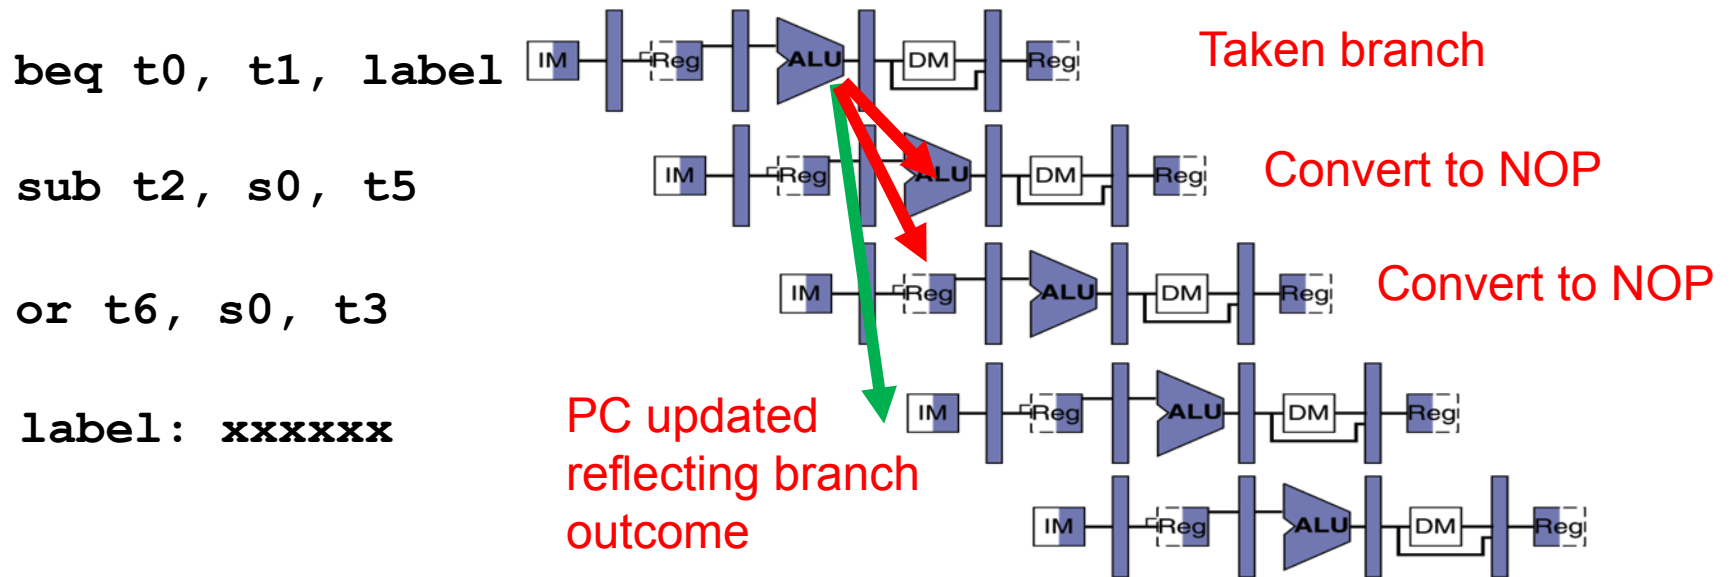 beq t0, t1, label
IM Reg ALU DM Reg
Taken branch
sub t2, s0, t5
IM Reg ALU DM Reg
Convert to NOP
or t6, s0, t3
IM Reg ALU DM Reg
Convert to NOP
label: xxxxxx
PC updated
reflecting branch
outcome
IM Reg ALU DM Reg
IM Reg ALU DM Reg